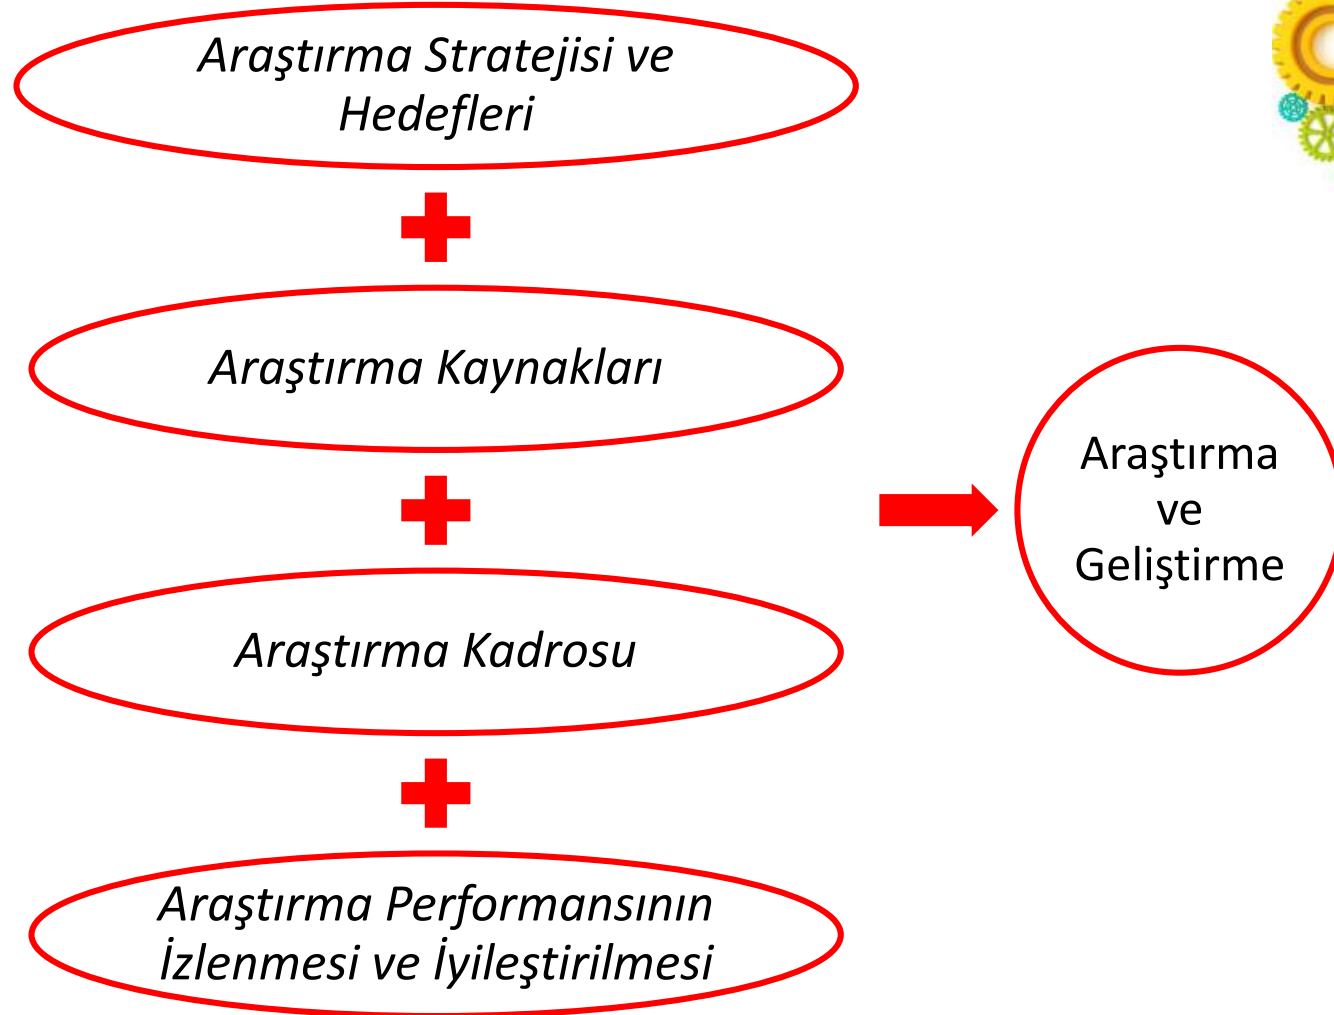 Araştırma Stratejisi ve
Hedefleri
Araştırma Kaynakları
Araştırma Kadrosu
Araştırma Performansının
İzlenmesi ve İyileştirilmesi
Araştırma
ve
Geliştirme